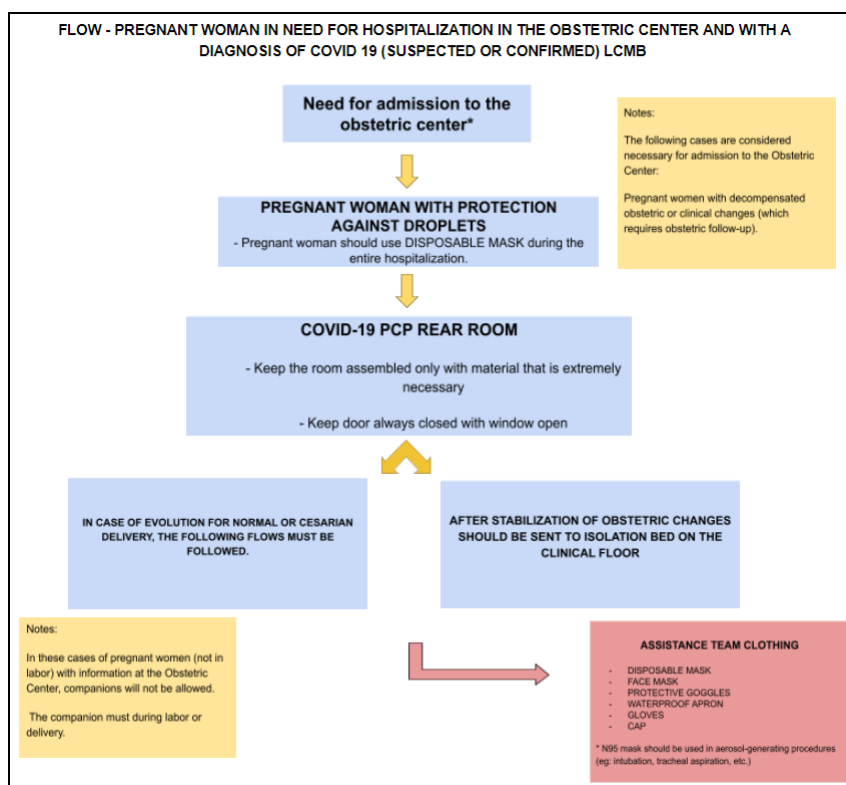 FLOW - PREGNANT WOMAN IN NEED FOR HOSPITALIZATION IN THE OBSTETRIC CENTER AND WITH A
DIAGNOSIS OF COVID 19 (SUSPECTED OR CONFIRMED) LCMB
Need for admission to the
obstetric center*
Notes:
The following cases are considered
necessary for admission to the Obstetric
Center:
Pregnant women with decompensated
obstetric or clinical changes (which
requires obstetric follow-up).
PREGNANT WOMAN WITH PROTECTION
AGAINST DROPLETS
- Pregnant woman should use DISPOSABLE MASK during the
entire hospitalization.
COVID-19 PCP REAR ROOM
- Keep the room assembled only with material that is extremely
necessary
- Keep door always closed with window open
IN CASE OF EVOLUTION FOR NORMAL OR CESARIAN
DELIVERY, THE FOLLOWING FLOWS MUST BE
FOLLOWED.
AFTER STABILIZATION OF OBSTETRIC CHANGES
SHOULD BE SENT TO ISOLATION BED ON THE
CLINICAL FLOOR
Notes:
In these cases of pregnant women (not in
labor) with information at the Obstetric
Center, companions will not be allowed.
The companion must during labor or
delivery.
ASSISTANCE TEAM CLOTHING
- DISPOSABLE MASK
- FACE MASK
- PROTECTIVE GOGGLES
- WATERPROOF APRON
- GLOVES
- CAP
* N95 mask should be used in aerosol-generating procedures
(eg: intubation, tracheal aspiration, etc.)